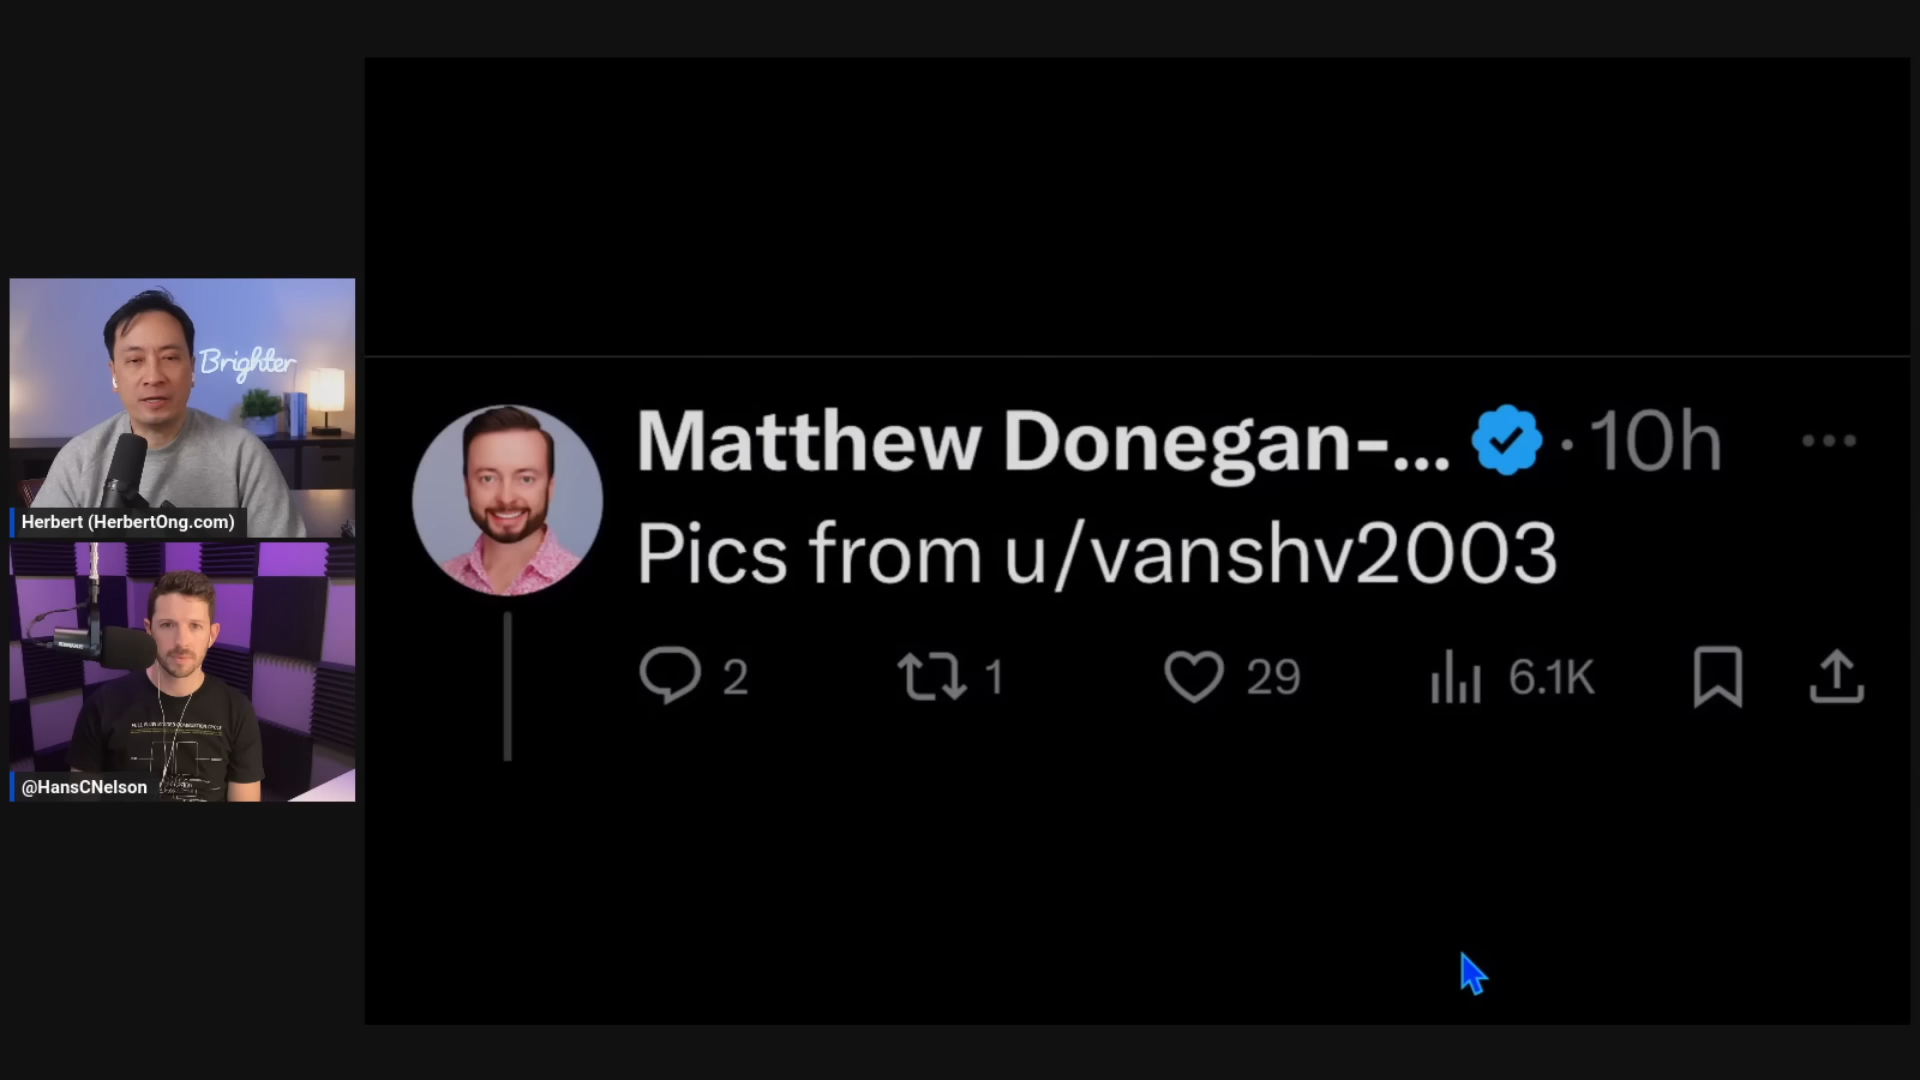 Brighter
Herbert (HerbertOng.com)
@HansCNelson
Matthew Donegan-... · 10h
Pics from u/vanshv2003
2 1 29 6.1K